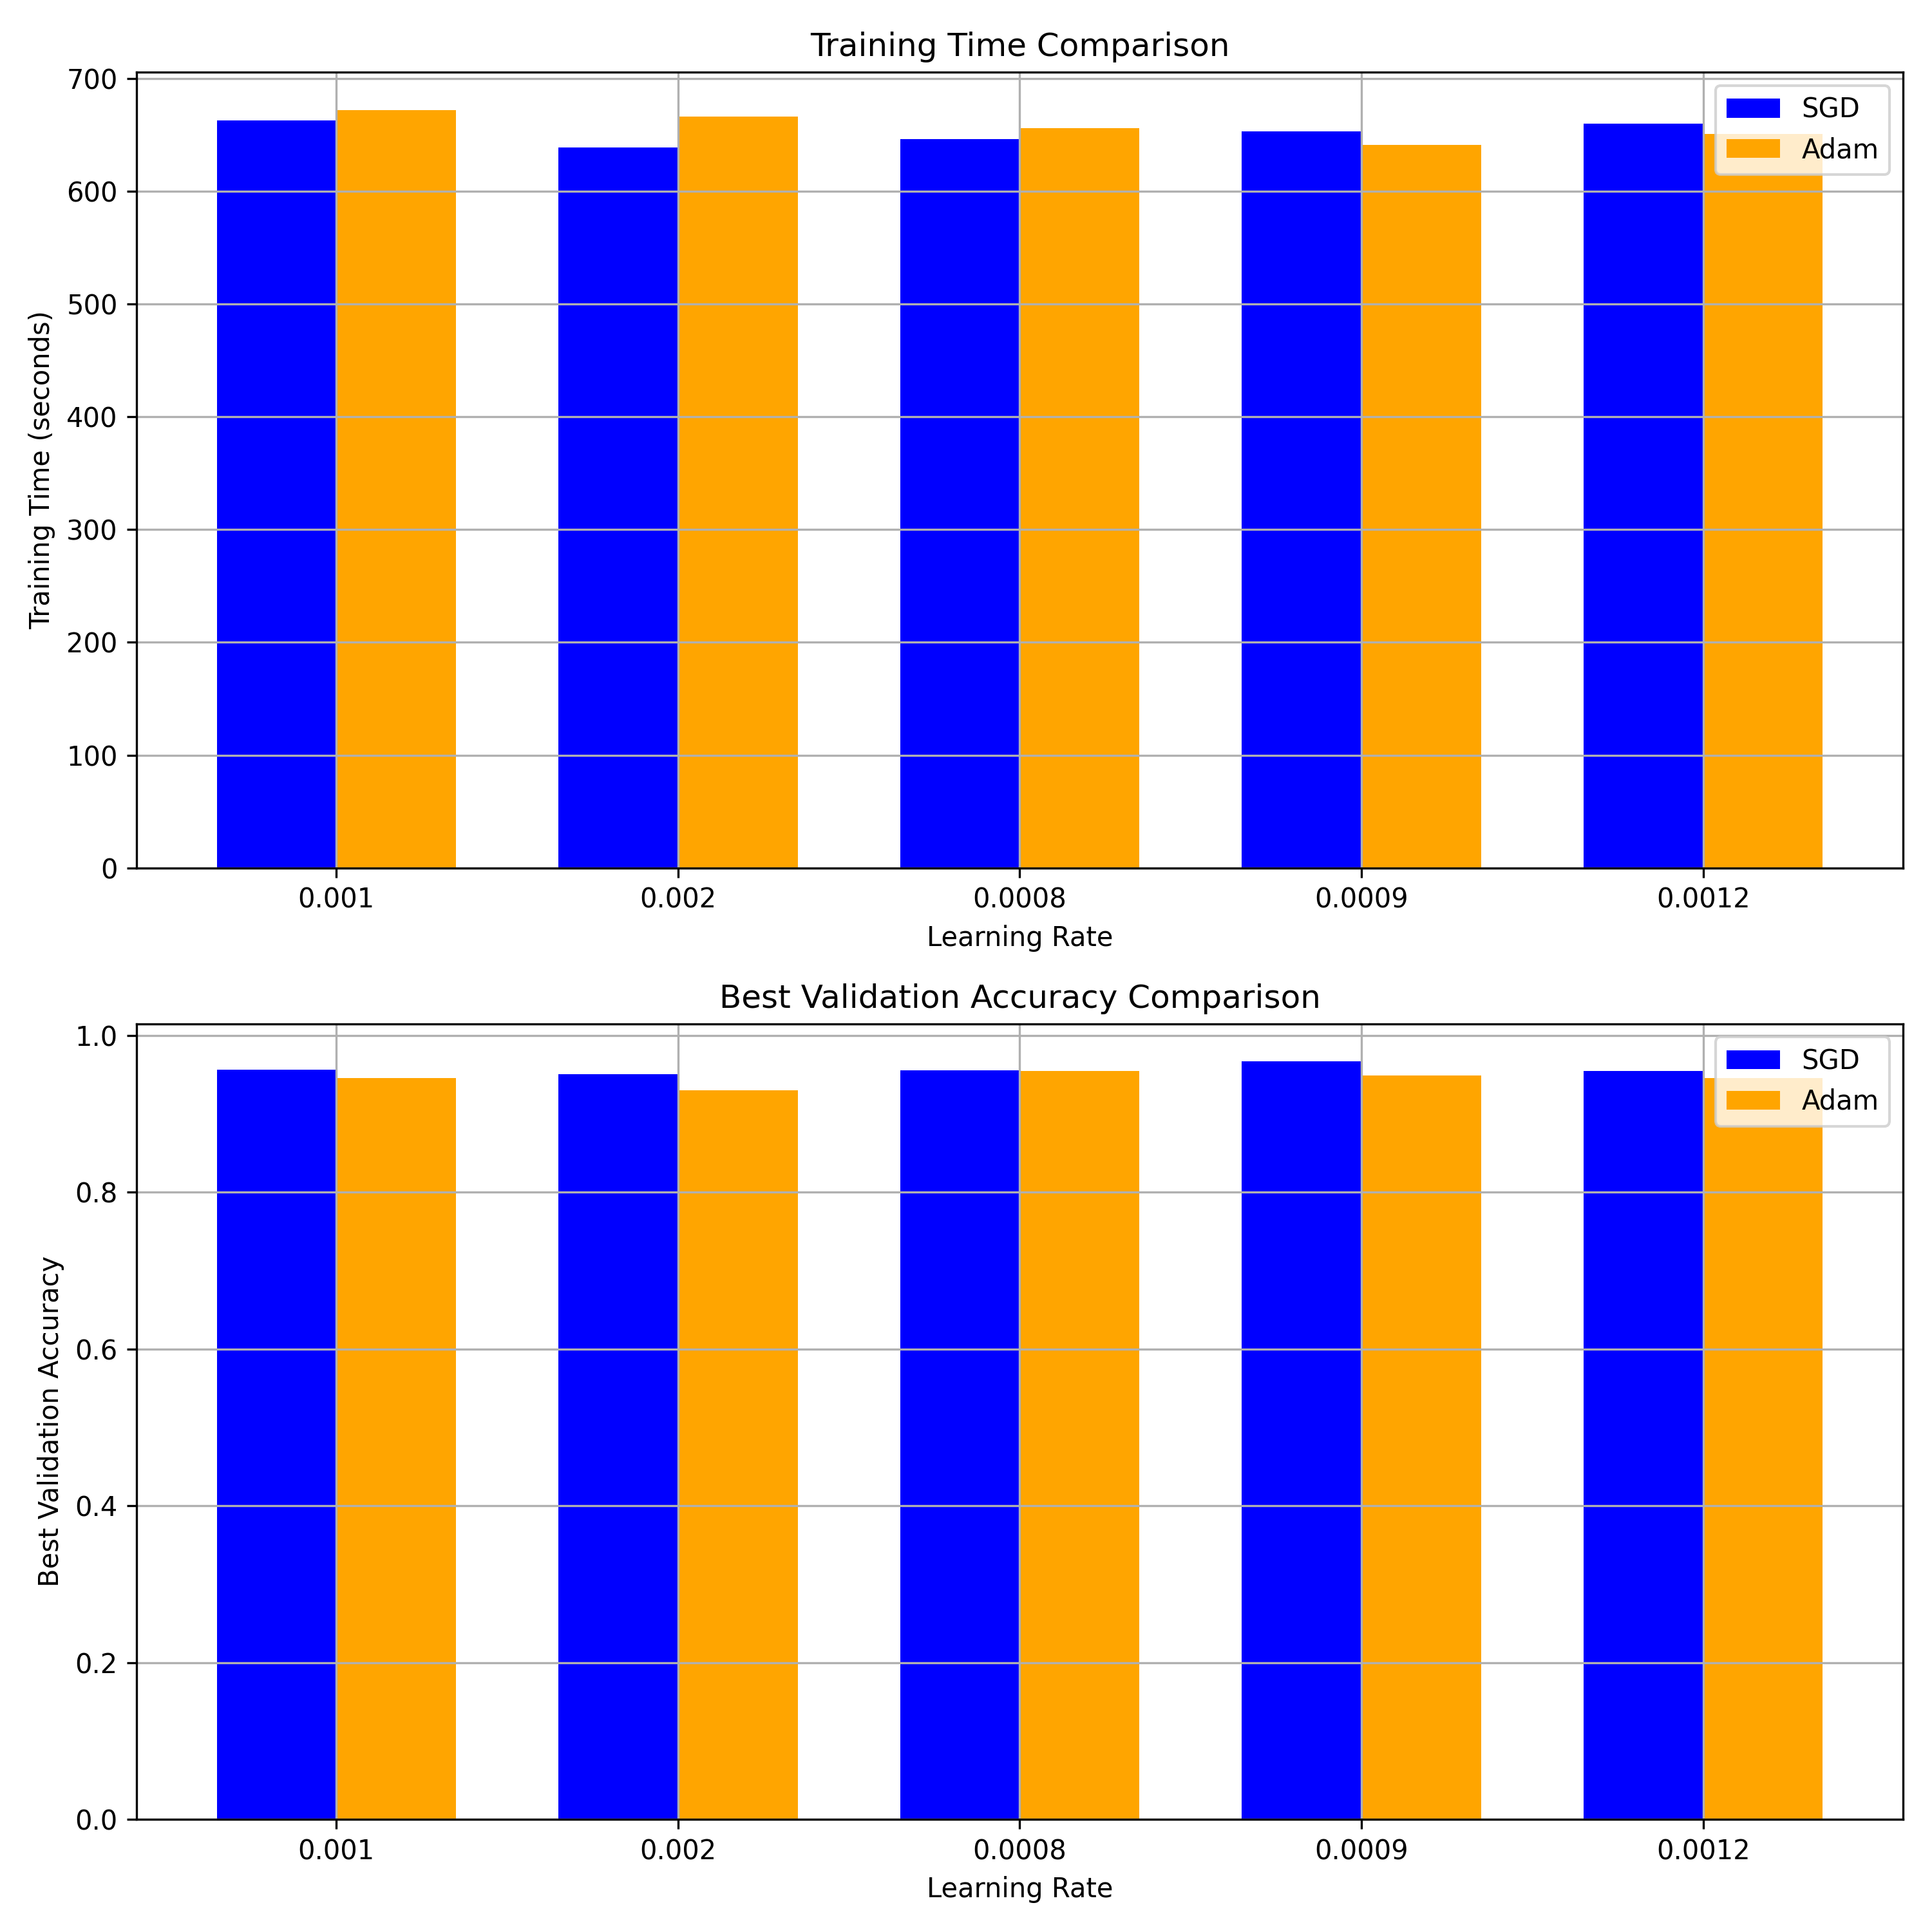 Training Time Comparison
700
600
500
400
300
200
100
0
Training Time (seconds)
SGD
Adam
0.001 0.002 0.0008 0.0009 0.0012
Learning Rate
Best Validation Accuracy Comparison
1.0
0.8
0.6
0.4
0.2
0.0
Best Validation Accuracy
SGD
Adam
0.001 0.002 0.0008 0.0009 0.0012
Learning Rate